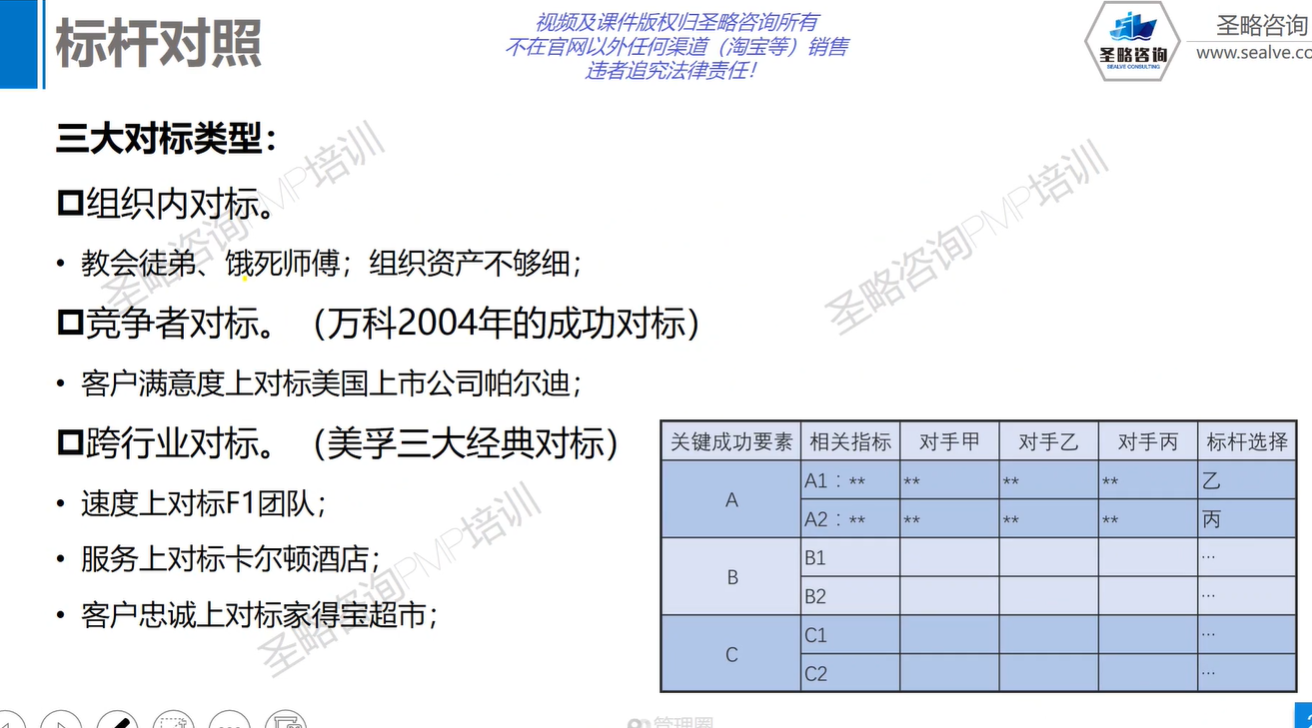 标杆对照
视频及课件版权归圣略咨询所有
不在官网以外任何渠道（淘宝等）销售
违者追究法律责任！
圣略咨询
SEALVE CONSULTING
圣略咨询
www.sealve.co
三大对标类型：
组织内对标。
• 教会徒弟、饿死师傅；组织资产不够细；
竞争者对标。（万科2004年的成功对标）
• 客户满意度上对标美国上市公司帕尔迪；
跨行业对标。（美孚三大经典对标）
• 速度上对标F1团队；
• 服务上对标卡尔顿酒店；
• 客户忠诚上对标家得宝超市；
关键成功要素 相关指标 对手甲 对手乙 对手丙 标杆选择
A A1：** ** ** ** 乙
A2：** ** ** ** 丙
B B1 …
B2 …
C C1 …
C2 …
圣略咨询PMP培训
圣略咨询PMP培训
圣略咨询PMP培训
管理圈